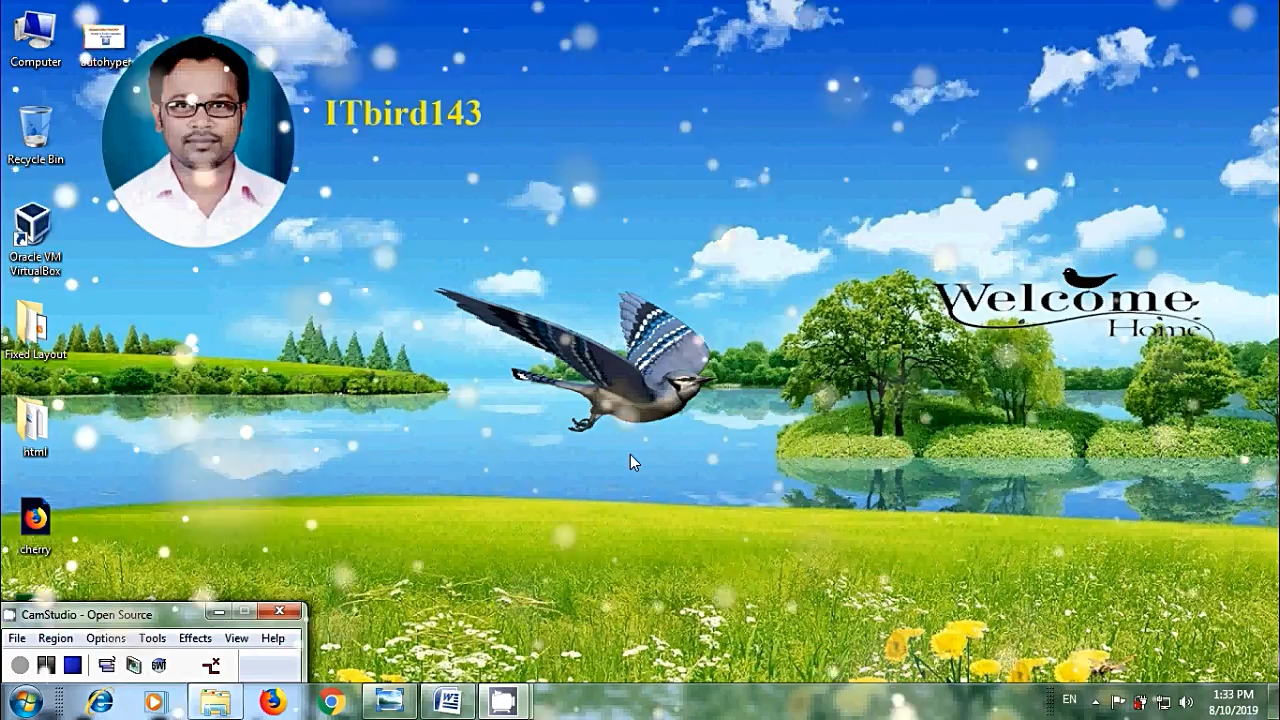 Computer
autohyper
ITbird143
Recycle Bin
Oracle VM
VirtualBox
Welcome
Home
Fixed Layout
html
cherry
CamStudio - Open Source
File Region Options Tools Effects View Help
EN
1:33 PM
8/10/2019